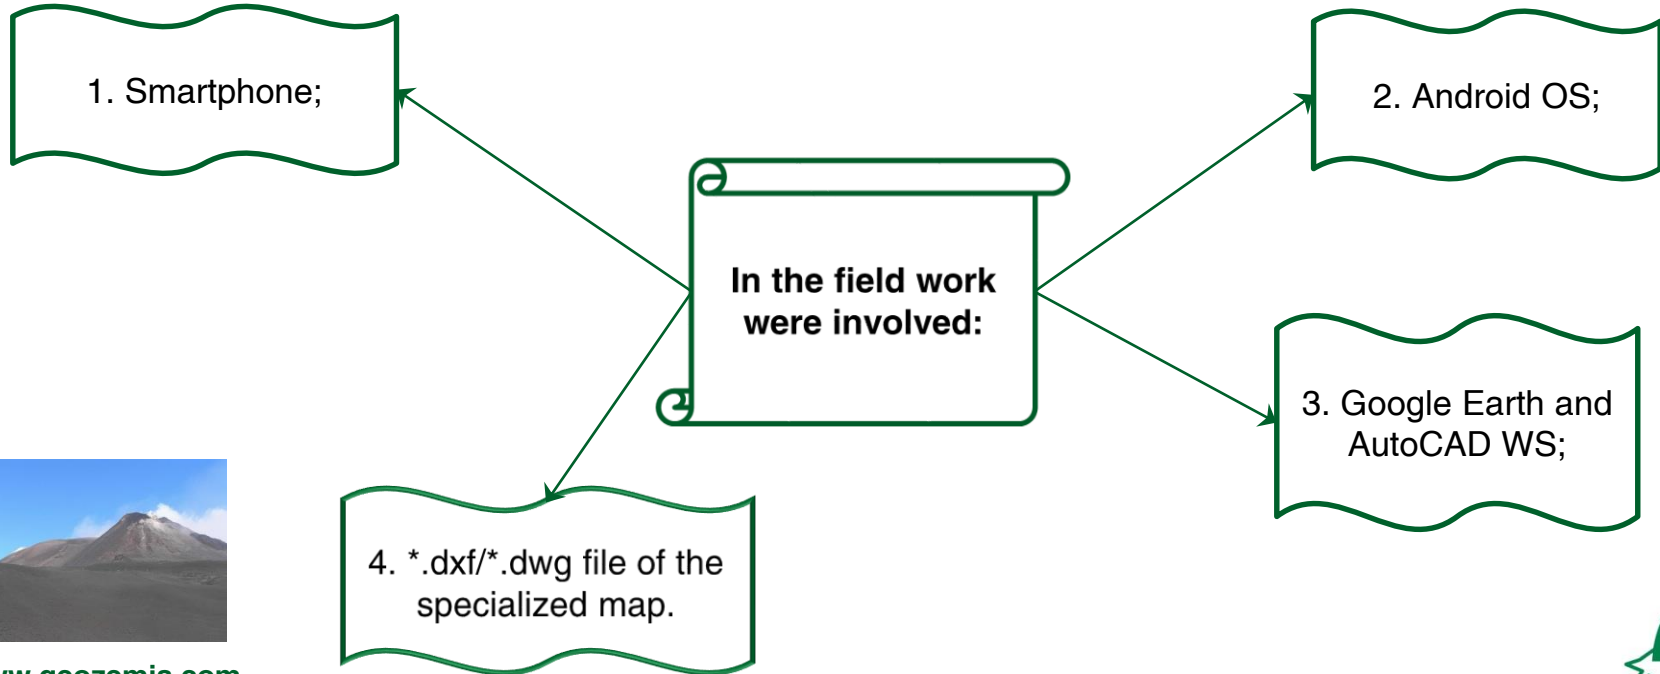 1. Smartphone;
2. Android OS;
In the field work
were involved:
3. Google Earth and
AutoCAD WS;
4. *.dxf/*.dwg file of the
specialized map.